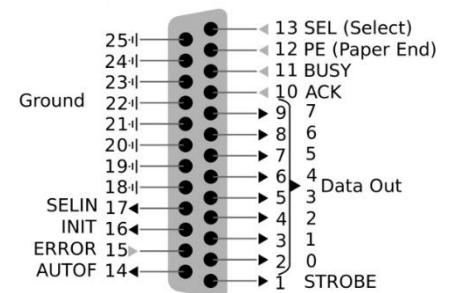 25
24
23
Ground
22
21
20
19
18
SELIN 17
INIT 16
ERROR 15
AUTOF 14
13 SEL (Select)
12 PE (Paper End)
11 BUSY
10 ACK
9 7
8 6
7 5
6 4
Data Out
5 3
4 2
3 1
2 0
1 STROBE